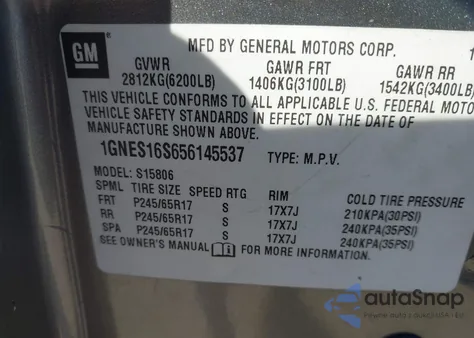 GM
MFD BY GENERAL MOTORS CORP. 1
GVWR GAWR FRT GAWR RR
2812KG(6200LB) 1406KG(3100LB) 1542KG(3400LB)
THIS VEHICLE CONFORMS TO ALL APPLICABLE U.S. FEDERAL MOTO
VEHICLE SAFETY STANDARDS IN EFFECT ON THE DATE OF
MANUFACTURE SHOWN ABOVE.
1GNES16S656145537 TYPE: M.P.V.
MODEL: S15806
SPML TIRE SIZE SPEED RTG RIM COLD TIRE PRESSURE
FRT P245/65R17 S 17X7J 210KPA(30PSI)
RR P245/65R17 S 17X7J 240KPA(35PSI)
SPA P245/65R17 S 17X7J 240KPA(35PSI)
SEE OWNER'S MANUAL FOR MORE INFORMATION.
autoSnap